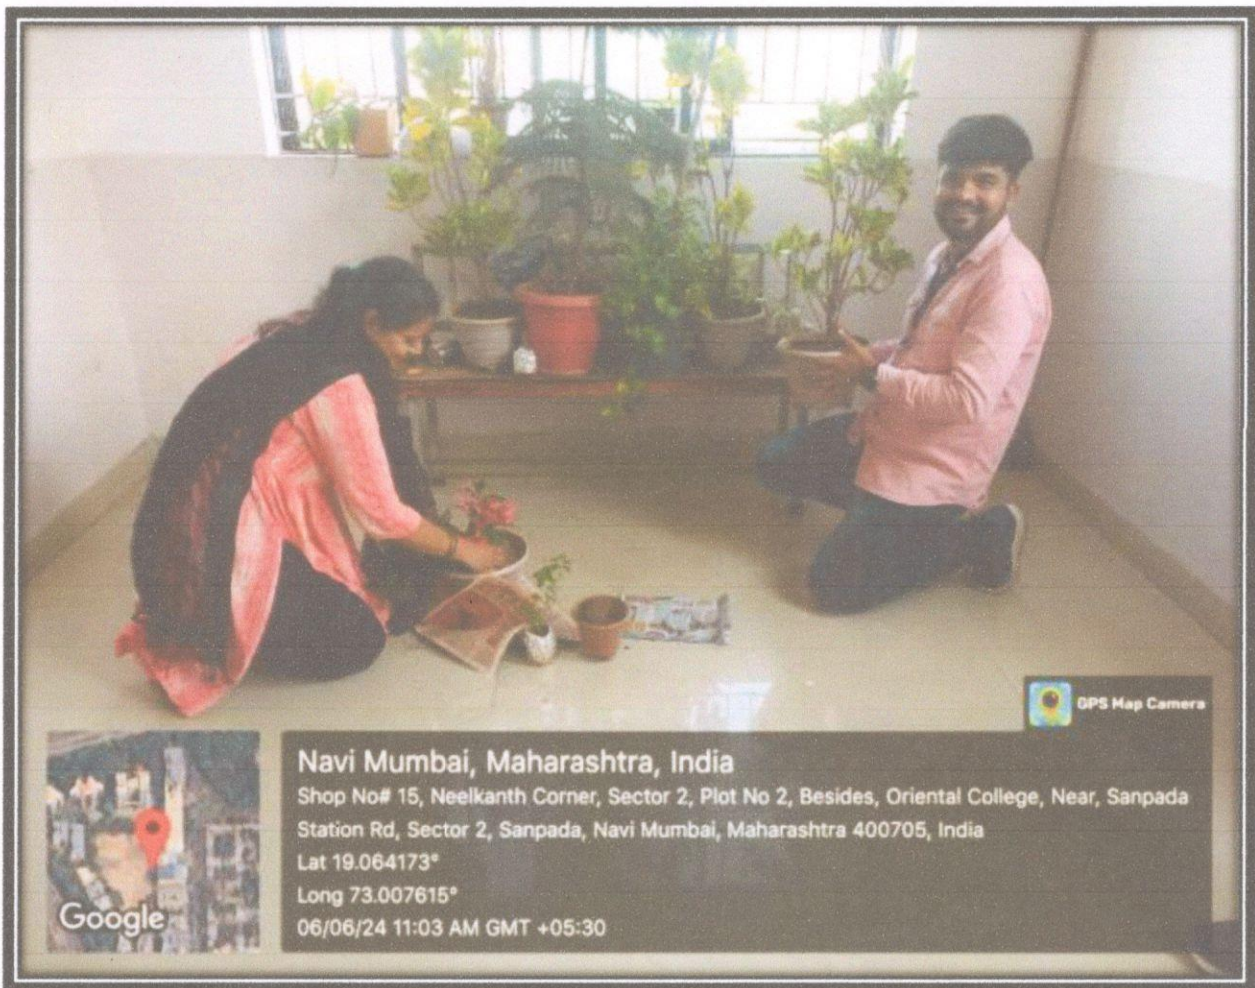 GPS Map Camera
Navi Mumbai, Maharashtra, India
Shop No# 15, Neelkanth Corner, Sector 2, Plot No 2, Besides, Oriental College, Near, Sanpada
Station Rd, Sector 2, Sanpada, Navi Mumbai, Maharashtra 400705, India
Lat 19.064173°
Long 73.007615°
06/06/24 11:03 AM GMT +05:30
Google